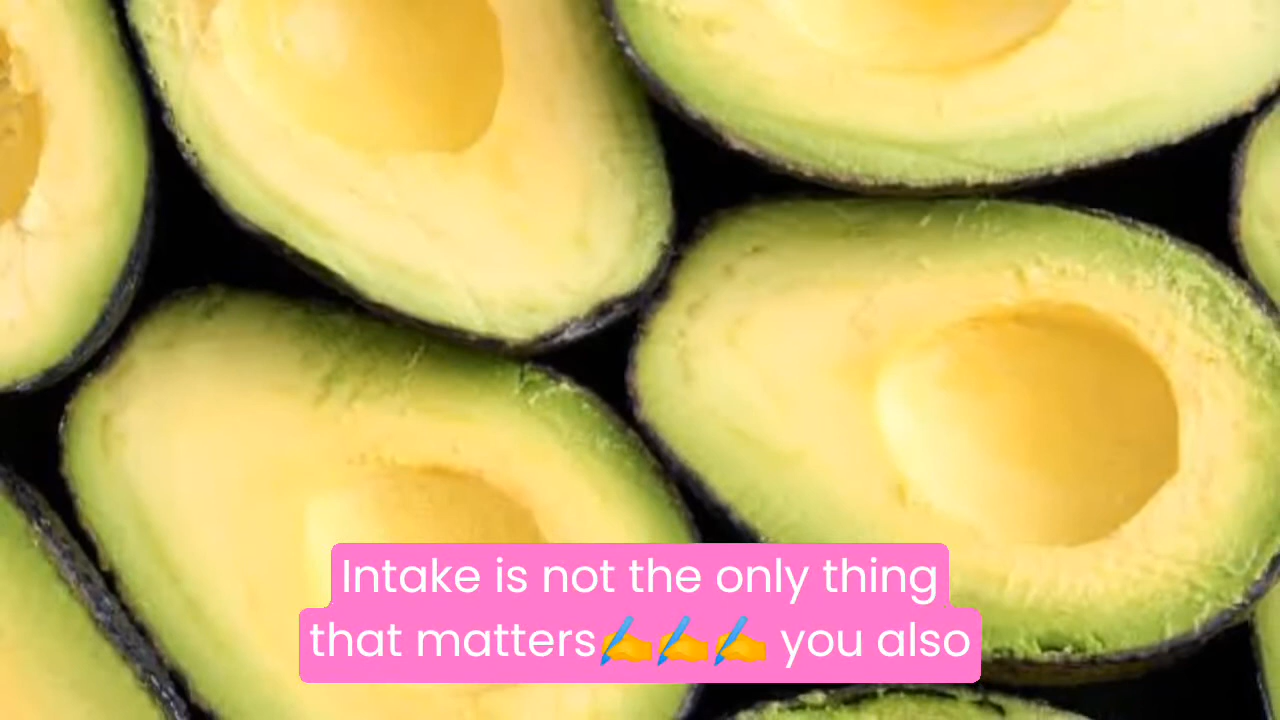 Intake is not the only thing
that matters✍️✍️✍️ you also